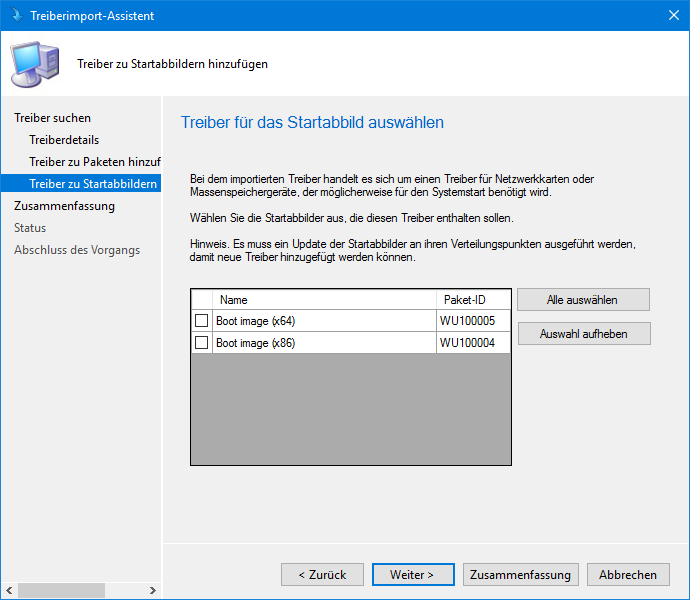 Treiberimport-Assistent
Treiber zu Startabbildern hinzufügen
Treiber suchen
Treiberdetails
Treiber zu Paketen hinzuf
Treiber zu Startabbildern
Zusammenfassung
Status
Abschluss des Vorgangs
Treiber für das Startabbild auswählen
Bei dem importierten Treiber handelt es sich um einen Treiber für Netzwerkkarten oder
Massenspeichergeräte, der möglicherweise für den Systemstart benötigt wird.
Wählen Sie die Startabbilder aus, die diesen Treiber enthalten sollen.
Hinweis. Es muss ein Update der Startabbilder an ihren Verteilungspunkten ausgeführt werden,
damit neue Treiber hinzugefügt werden können.
Name Paket-ID
Boot image (x64) WU100005
Boot image (x86) WU100004
Alle auswählen
Auswahl aufheben
< Zurück Weiter > Zusammenfassung Abbrechen